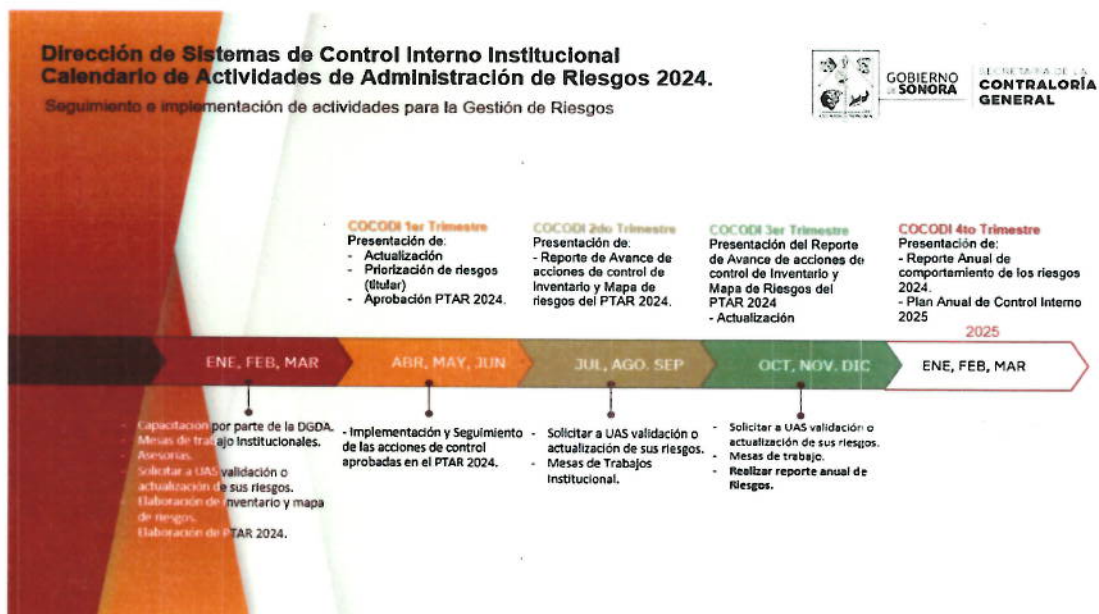 Dirección de Sistemas de Control Interno Institucional
Calendario de Actividades de Administración de Riesgos 2024.
Seguimiento e implementación de actividades para la Gestión de Riesgos
GOBIERNO
DE SONORA
SECRETARÍA DE LA
CONTRALORÍA
GENERAL
COCODI 1er Trimestre
Presentación de:
- Actualización
- Priorización de riesgos
(titular)
- Aprobación PTAR 2024.
COCODI 2do Trimestre
Presentación de:
- Reporte de Avance de
acciones de control de
Inventario y Mapa de
riesgos del PTAR 2024.
COCODI 3er Trimestre
Presentación del Reporte
de Avance de acciones de
control de Inventario y
Mapa de Riesgos del
PTAR 2024
- Actualización
COCODI 4to Trimestre
Presentación de:
- Reporte Anual de
comportamiento de los riesgos
2024.
- Plan Anual de Control Interno
2025
2025
ENE, FEB, MAR
ABR, MAY, JUN
JUL, AGO. SEP
OCT, NOV. DIC
ENE, FEB, MAR
- Capacitación por parte de la DGDA.
- Mesas de trabajo Institucionales.
- Asesorías.
- Solicitar a UAS validación o
actualización de sus riesgos.
- Elaboración de inventario y mapa
de riesgos.
- Elaboración de PTAR 2024.
- Implementación y Seguimiento
de las acciones de control
aprobadas en el PTAR 2024.
- Solicitar a UAS validación o
actualización de sus riesgos.
- Mesas de Trabajos
Institucional.
- Solicitar a UAS validación o
actualización de sus riesgos.
- Mesas de trabajo.
- Realizar reporte anual de
Riesgos.